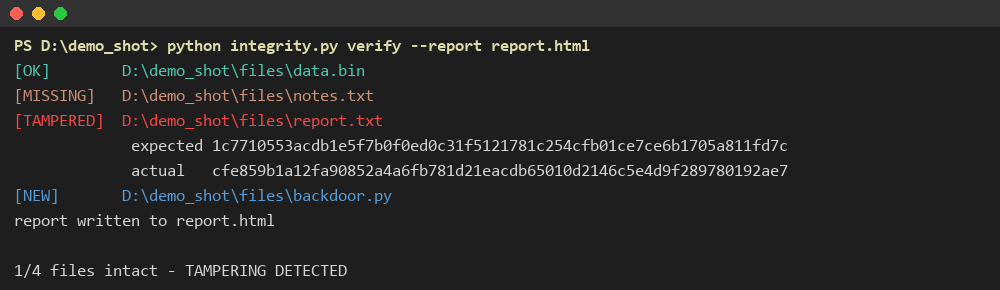 PS D:\demo_shot> python integrity.py verify --report report.html
[OK]        D:\demo_shot\files\data.bin
[MISSING]   D:\demo_shot\files\notes.txt
[TAMPERED]  D:\demo_shot\files\report.txt
             expected 1c7710553acdb1e5f7b0f0ed0c31f5121781c254cfb01ce7ce6b1705a811fd7c
             actual   cfe859b1a12fa90852a4a6fb781d21eacdb65010d2146c5e4d9f289780192ae7
[NEW]       D:\demo_shot\files\backdoor.py
report written to report.html

1/4 files intact - TAMPERING DETECTED